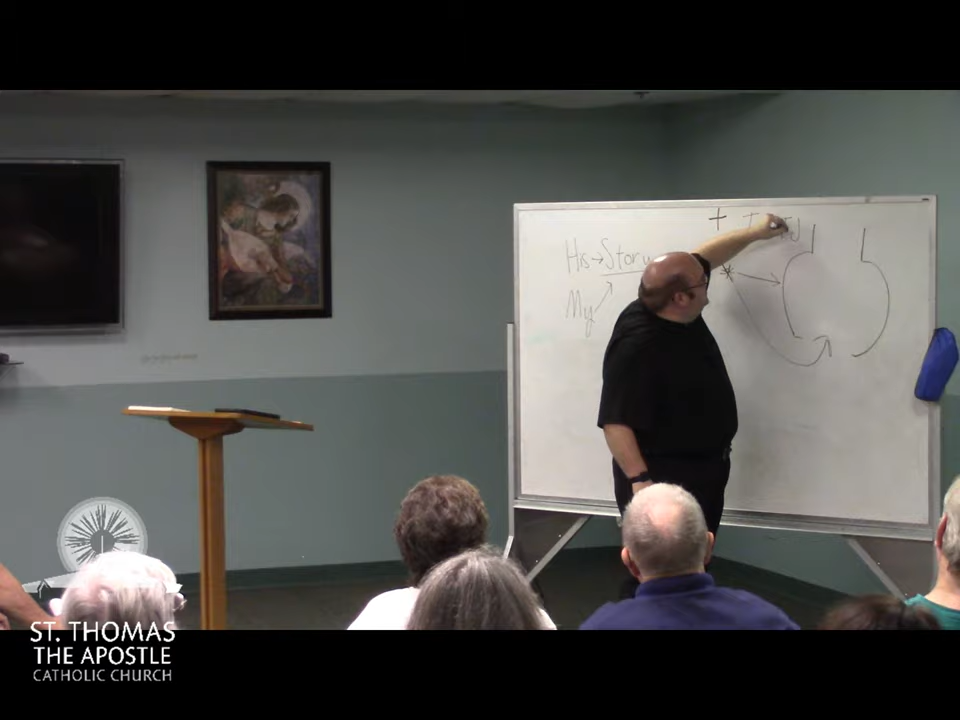 His → Story
My
ST. THOMAS
THE APOSTLE
CATHOLIC CHURCH